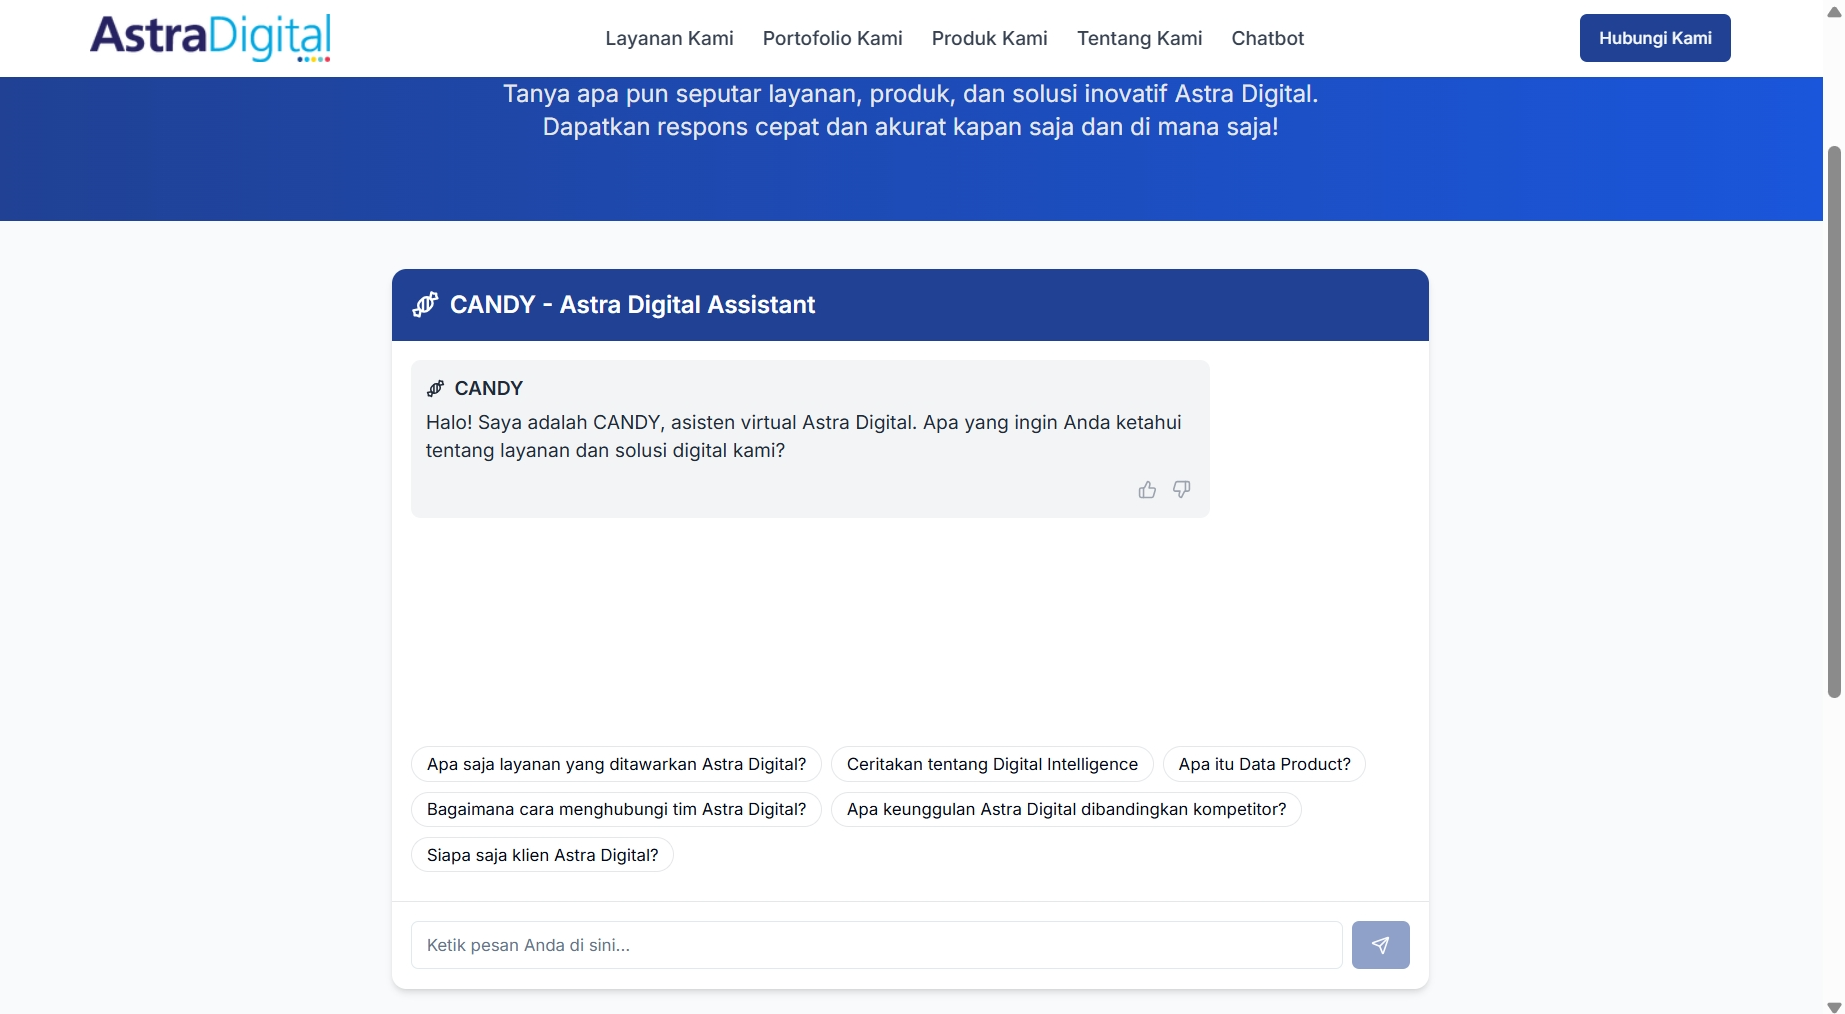 AstraDigital
Layanan Kami
Portofolio Kami
Produk Kami
Tentang Kami
Chatbot
Hubungi Kami
Tanya apa pun seputar layanan, produk, dan solusi inovatif Astra Digital.
Dapatkan respons cepat dan akurat kapan saja dan di mana saja!
CANDY - Astra Digital Assistant
CANDY
Halo! Saya adalah CANDY, asisten virtual Astra Digital. Apa yang ingin Anda ketahui
tentang layanan dan solusi digital kami?
Apa saja layanan yang ditawarkan Astra Digital?
Ceritakan tentang Digital Intelligence
Apa itu Data Product?
Bagaimana cara menghubungi tim Astra Digital?
Apa keunggulan Astra Digital dibandingkan kompetitor?
Siapa saja klien Astra Digital?
Ketik pesan Anda di sini...